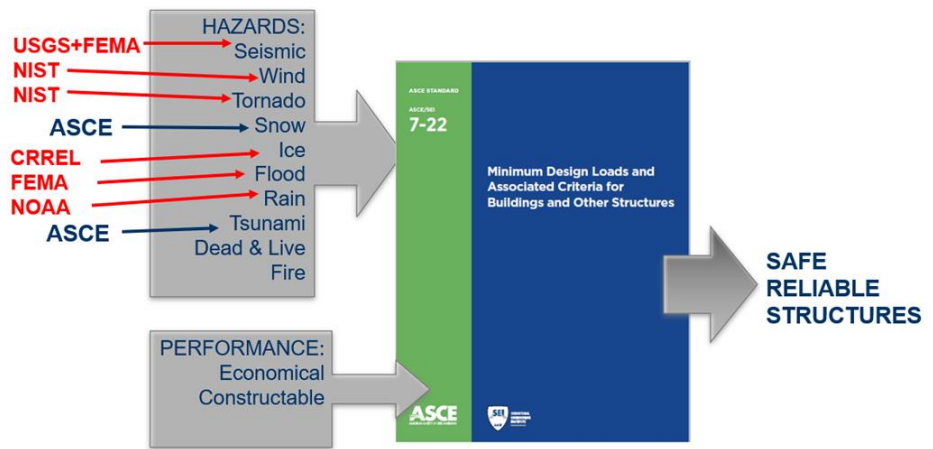 HAZARDS:
USGS+FEMA
Seismic
NIST
Wind
NIST
Tornado
ASCE
Snow
CRREL
Ice
FEMA
Flood
NOAA
Rain
ASCE
Tsunami
Dead & Live
Fire
PERFORMANCE:
Economical
Constructable
ASCE STANDARD
ASCE/SEI
7-22
Minimum Design Loads and
Associated Criteria for
Buildings and Other Structures
ASCE
SEI
SAFE
RELIABLE
STRUCTURES